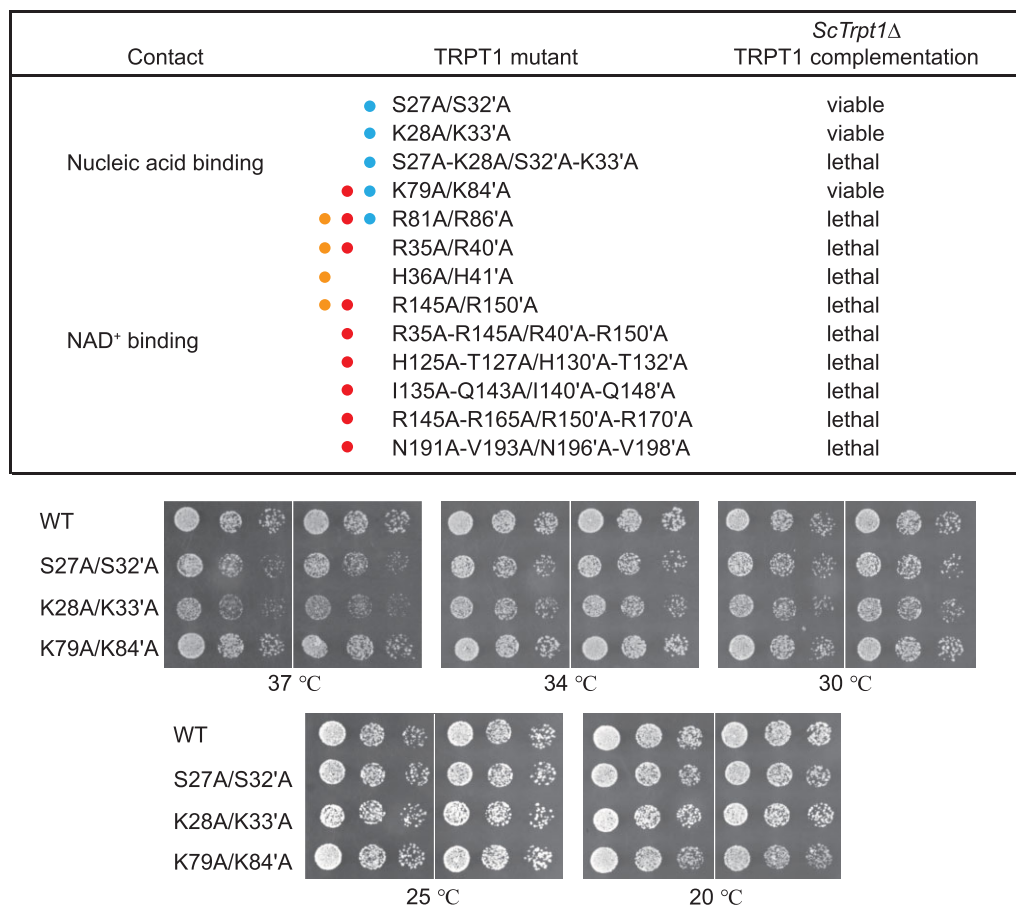 ScTrpt1Δ
Contact TRPT1 mutant TRPT1 complementation
S27A/S32'A viable
K28A/K33'A viable
Nucleic acid binding S27A-K28A/S32'A-K33'A lethal
K79A/K84'A viable
R81A/R86'A lethal
R35A/R40'A lethal
H36A/H41'A lethal
R145A/R150'A lethal
NAD⁺ binding R35A-R145A/R40'A-R150'A lethal
H125A-T127A/H130'A-T132'A lethal
I135A-Q143A/I140'A-Q148'A lethal
R145A-R165A/R150'A-R170'A lethal
N191A-V193A/N196'A-V198'A lethal
WT
S27A/S32'A
K28A/K33'A
K79A/K84'A
37 °C 34 °C 30 °C
WT
S27A/S32'A
K28A/K33'A
K79A/K84'A
25 °C 20 °C